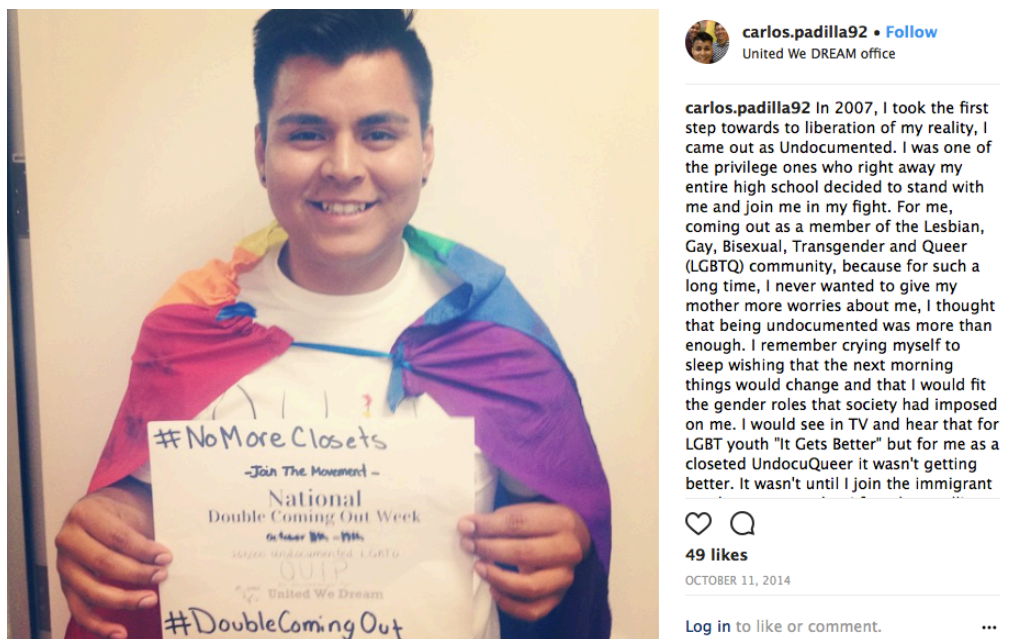 carlos.padilla92 • Follow
United We DREAM office
carlos.padilla92 In 2007, I took the first
step towards to liberation of my reality, I
came out as Undocumented. I was one of
the privilege ones who right away my
entire high school decided to stand with
me and join me in my fight. For me,
coming out as a member of the Lesbian,
Gay, Bisexual, Transgender and Queer
(LGBTQ) community, because for such a
long time, I never wanted to give my
mother more worries about me, I thought
that being undocumented was more than
enough. I remember crying myself to
sleep wishing that the next morning
things would change and that I would fit
the gender roles that society had imposed
on me. I would see in TV and hear that for
LGBT youth "It Gets Better" but for me as a
closeted UndocuQueer it wasn't getting
better. It wasn't until I join the immigrant
49 likes
OCTOBER 11, 2014
Log in to like or comment.
#NoMoreClosets
-Join The Movement-
National
Double Coming Out Week
October
undocumented LGBTQ
QUIP
United We Dream
#DoubleComingOut